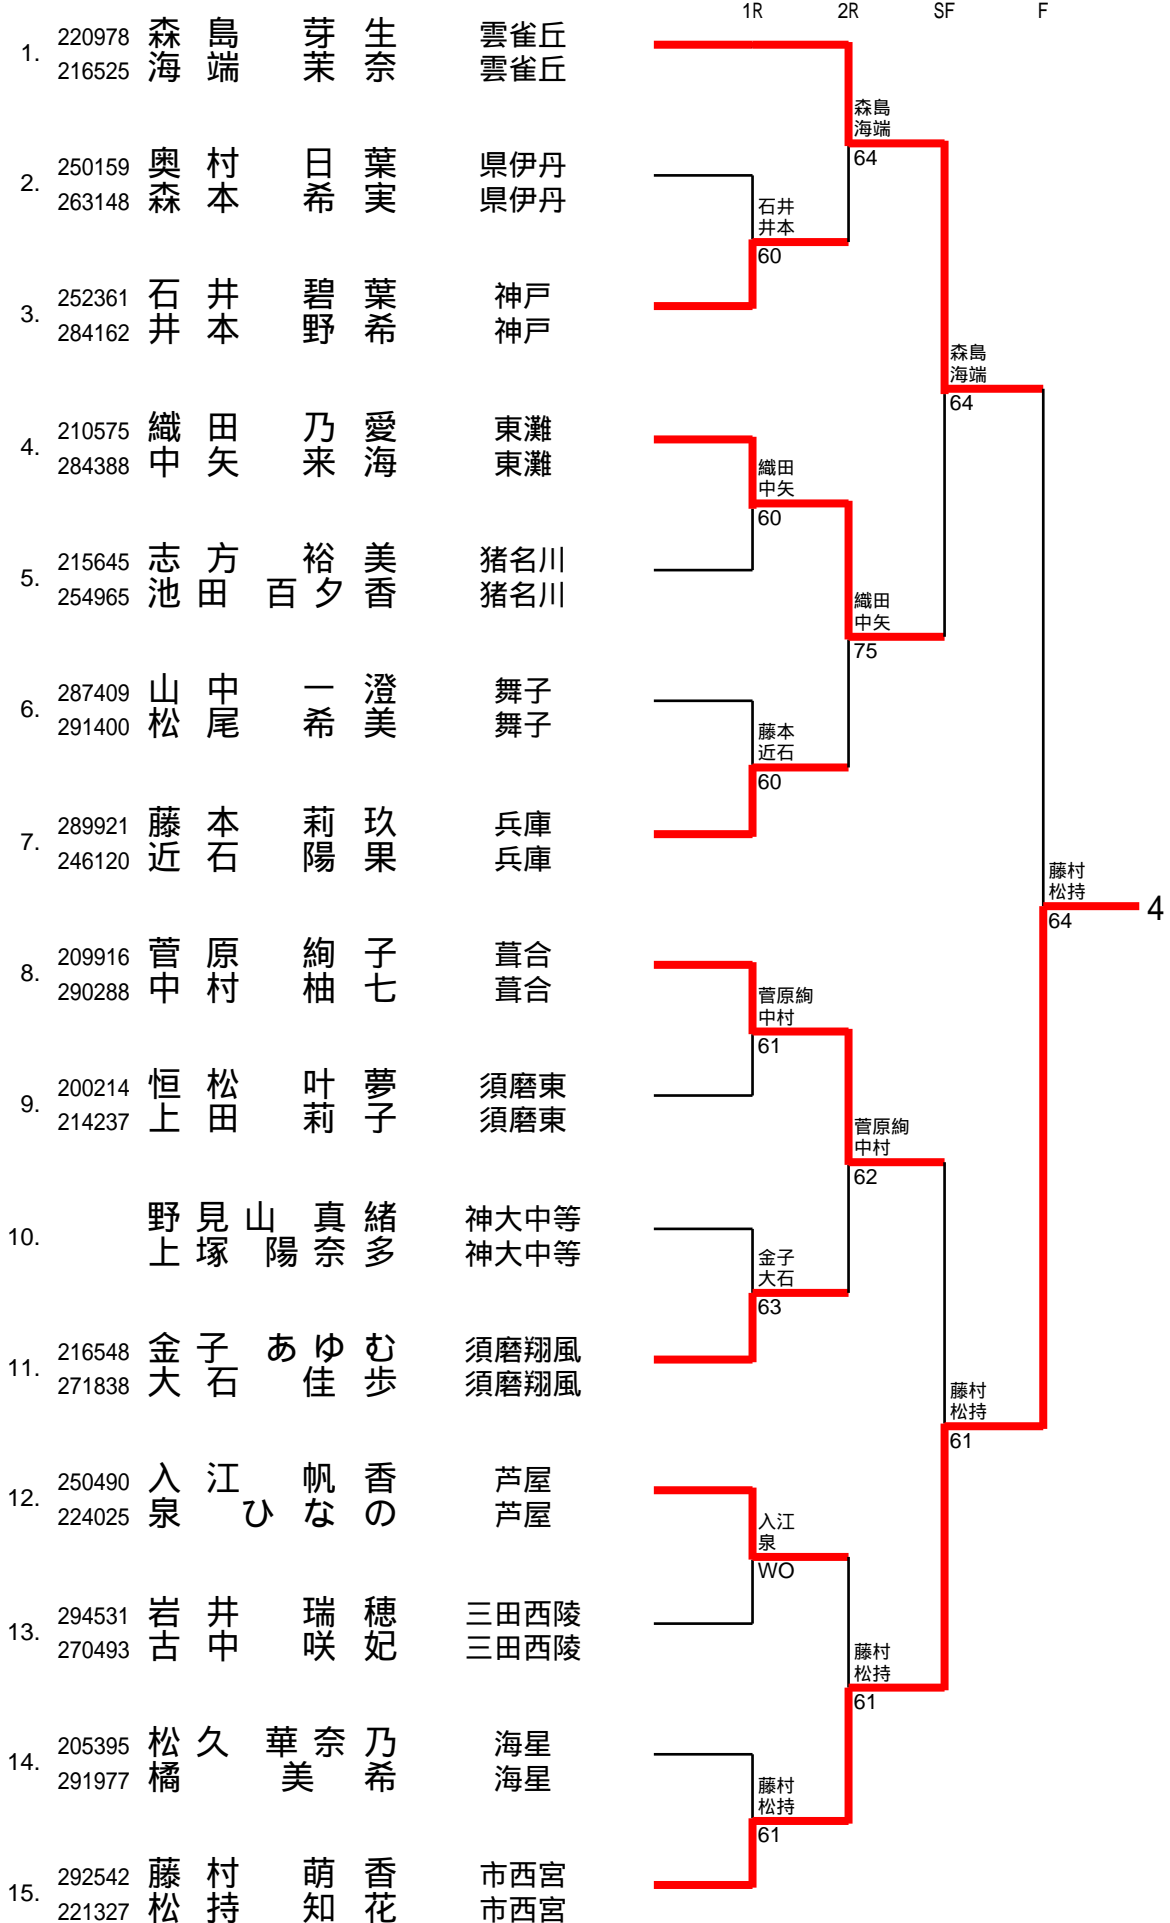 1R 2R SF F
1. 220978 森島 芽生 雲雀丘
216525 海端 茉奈 雲雀丘
森島
海端
64
2. 250159 奥村 日葉 県伊丹
263148 森本 希実 県伊丹
石井
井本
60
3. 252361 石井 碧葉 神戸
284162 井本 野希 神戸
森島
海端
64
4. 210575 織田 乃愛 東灘
284388 中矢 来海 東灘
織田
中矢
60
5. 215645 志方 裕美 猪名川
254965 池田 百夕香 猪名川
織田
中矢
75
6. 287409 山中 一澄 舞子
291400 松尾 希美 舞子
藤本
近石
60
7. 289921 藤本 莉玖 兵庫
246120 近石 陽果 兵庫
藤村
松持
64
4
8. 209916 菅原 絢子 葺合
290288 中村 柚七 葺合
菅原絢
中村
61
9. 200214 恒松 叶夢 須磨東
214237 上田 莉子 須磨東
菅原絢
中村
62
10. 野見山 真緒 神大中等
上塚 陽奈多 神大中等
金子
大石
63
11. 216548 金子 あゆむ 須磨翔風
271838 大石 佳歩 須磨翔風
藤村
松持
61
12. 250490 入江 帆香 芦屋
224025 泉 ひなの 芦屋
入江
泉
WO
13. 294531 岩井 瑞穂 三田西陵
270493 古中 咲妃 三田西陵
藤村
松持
61
14. 205395 松久 華奈乃 海星
291977 橘 美希 海星
藤村
松持
61
15. 292542 藤村 萌香 市西宮
221327 松持 知花 市西宮